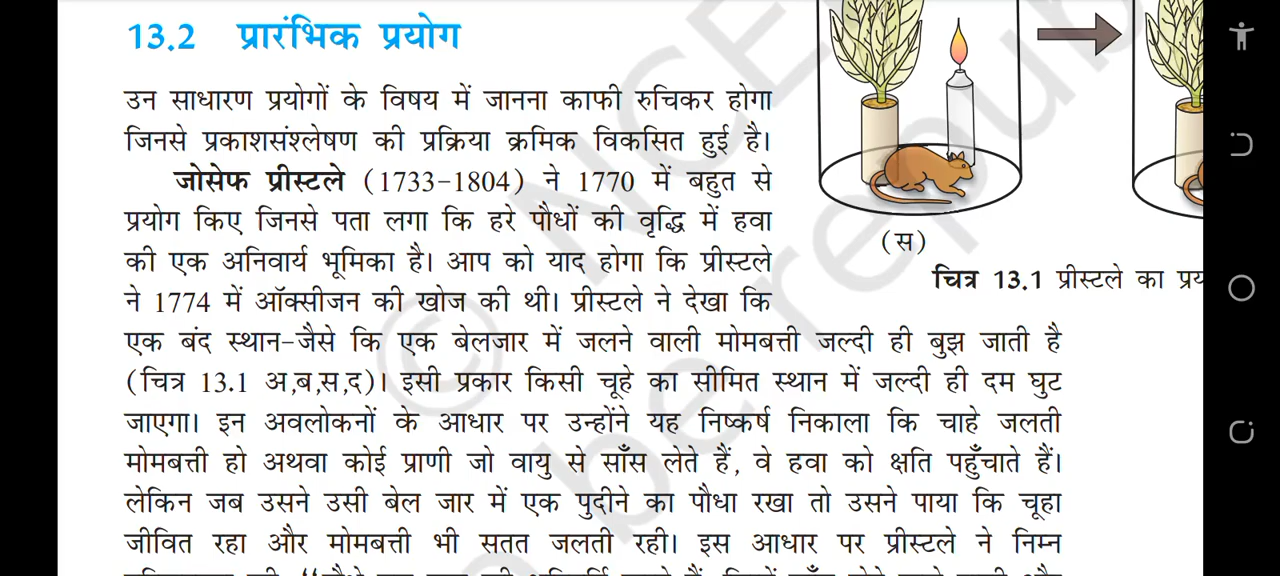 13.2 प्रारंभिक प्रयोग
उन साधारण प्रयोगों के विषय में जानना काफी रुचिकर होगा
जिनसे प्रकाशसंश्लेषण की प्रक्रिया क्रमिक विकसित हुई है।
जोसेफ प्रीस्टले (1733-1804) ने 1770 में बहुत से
प्रयोग किए जिनसे पता लगा कि हरे पौधों की वृद्धि में हवा
की एक अनिवार्य भूमिका है। आप को याद होगा कि प्रीस्टले
ने 1774 में ऑक्सीजन की खोज की थी। प्रीस्टले ने देखा कि
(स)
चित्र 13.1 प्रीस्टले का प्रय
एक बंद स्थान-जैसे कि एक बेलजार में जलने वाली मोमबत्ती जल्दी ही बुझ जाती है
(चित्र 13.1 अ,ब,स,द)। इसी प्रकार किसी चूहे का सीमित स्थान में जल्दी ही दम घुट
जाएगा। इन अवलोकनों के आधार पर उन्होंने यह निष्कर्ष निकाला कि चाहे जलती
मोमबत्ती हो अथवा कोई प्राणी जो वायु से साँस लेते हैं, वे हवा को क्षति पहुँचाते हैं।
लेकिन जब उसने उसी बेल जार में एक पुदीने का पौधा रखा तो उसने पाया कि चूहा
जीवित रहा और मोमबत्ती भी सतत जलती रही। इस आधार पर प्रीस्टले ने निम्न
© NCE
be repub